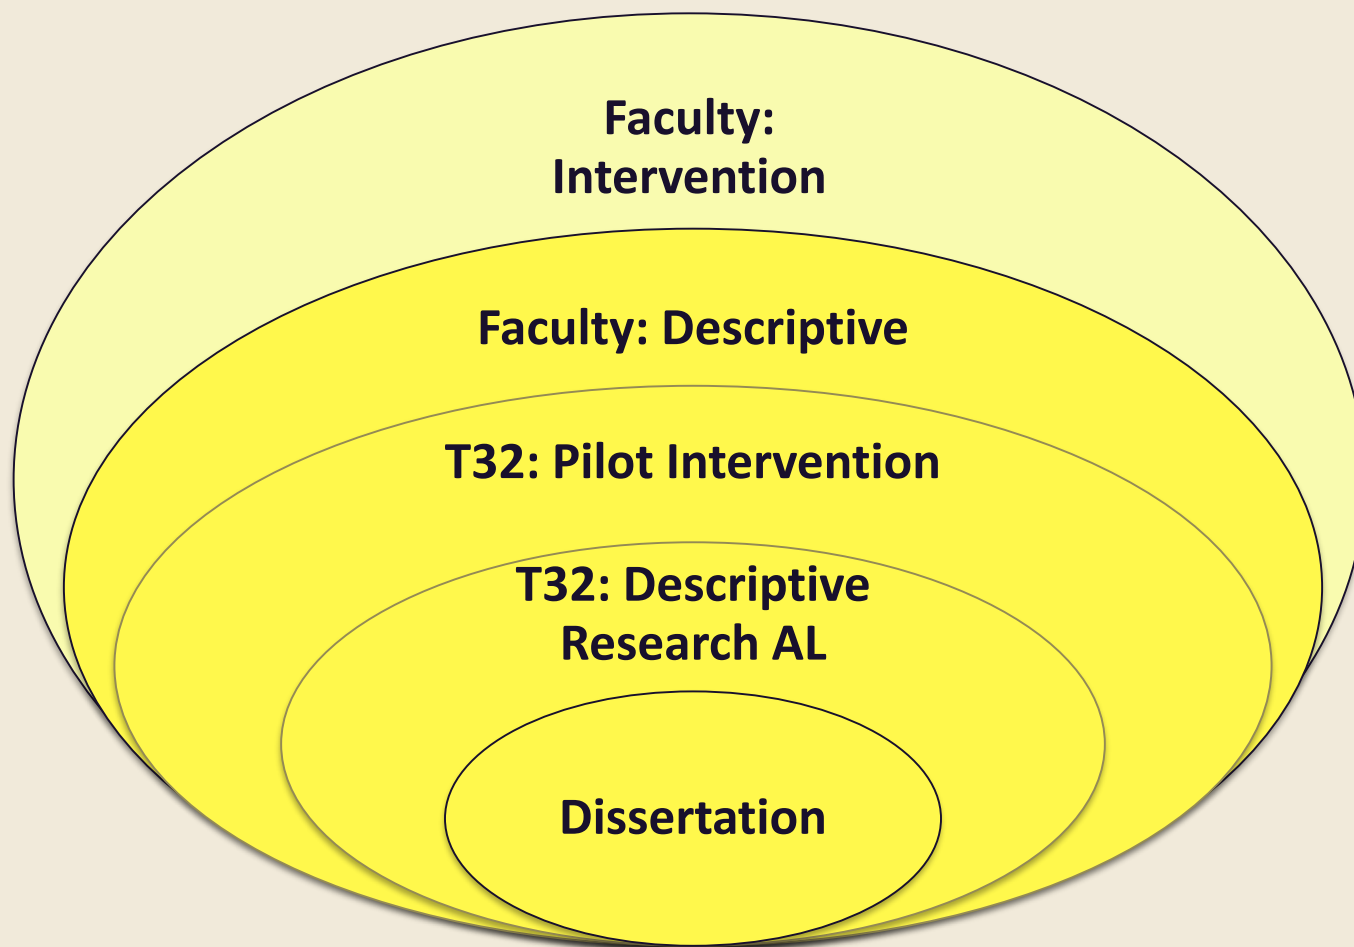 Faculty:
Intervention
Faculty: Descriptive
T32: Pilot Intervention
T32: Descriptive
Research AL
Dissertation